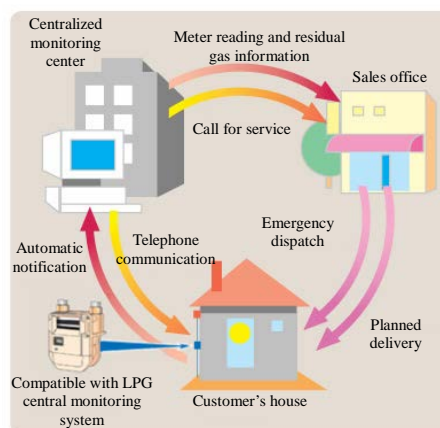 Centralized
monitoring
center
Meter reading and residual
gas information
Sales office
Call for service
Emergency
dispatch
Automatic
notification
Telephone
communication
Planned
delivery
Compatible with LPG
central monitoring
system
Customer’s house